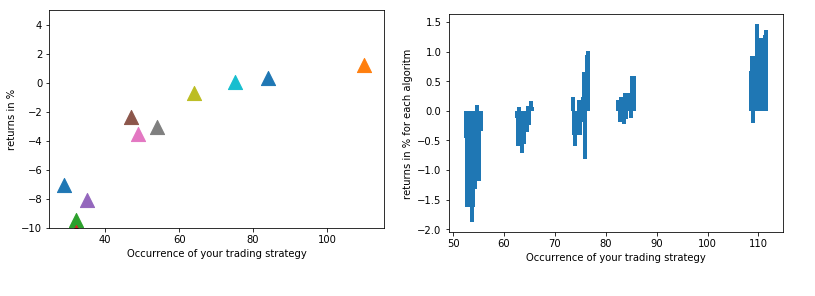 4
2
0
−2
−4
−6
−8
−10
40 60 80 100
Occurrence of your trading strategy
returns in %
1.5
1.0
0.5
0.0
−0.5
−1.0
−1.5
−2.0
50 60 70 80 90 100 110
Occurrence of your trading strategy
returns in % for each algoritm